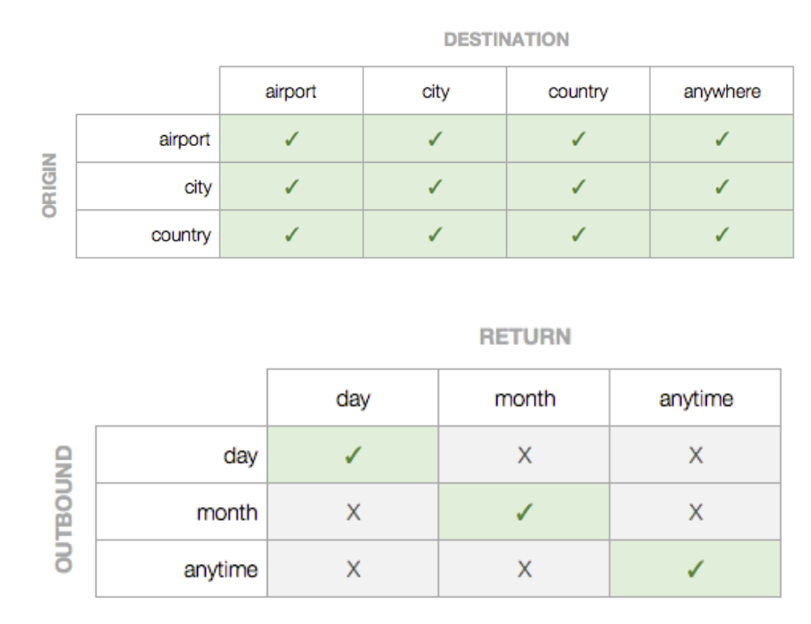 DESTINATION
airport city country anywhere
ORIGIN
airport ✓ ✓ ✓ ✓
city ✓ ✓ ✓ ✓
country ✓ ✓ ✓ ✓
RETURN
day month anytime
OUTBOUND
day ✓ X X
month X ✓ X
anytime X X ✓